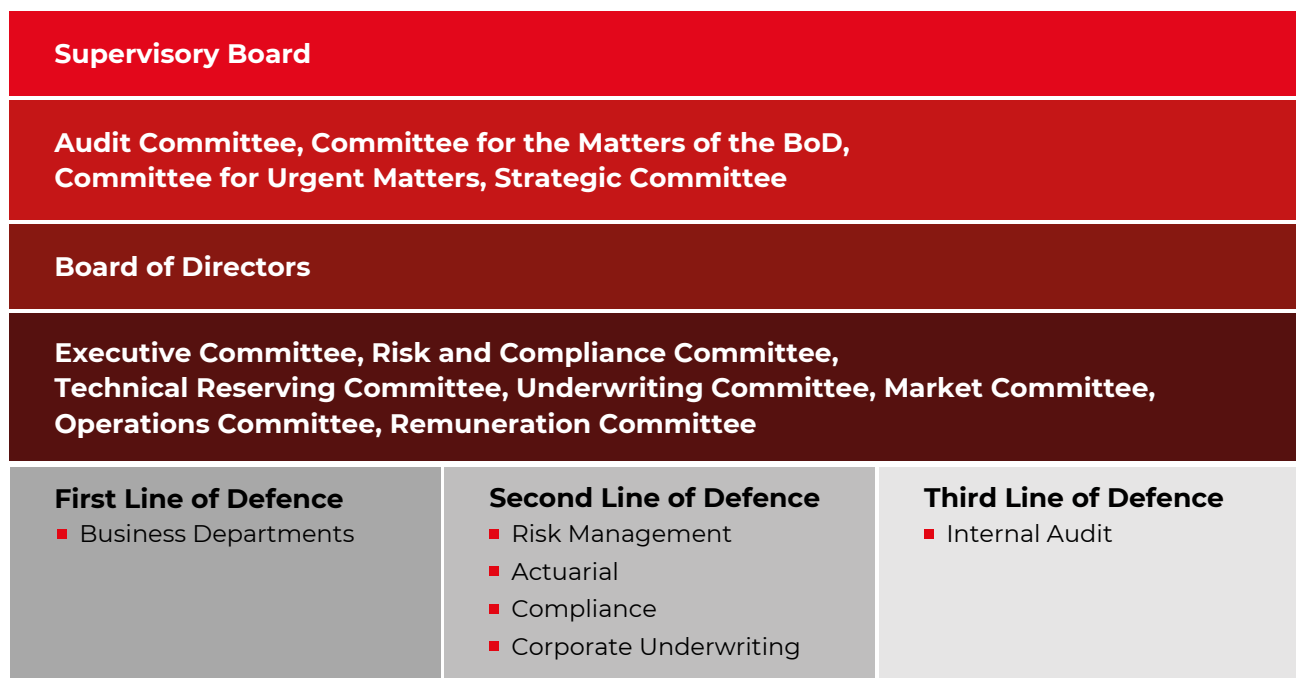 Supervisory Board
Audit Committee, Committee for the Matters of the BoD,
Committee for Urgent Matters, Strategic Committee
Board of Directors
Executive Committee, Risk and Compliance Committee,
Technical Reserving Committee, Underwriting Committee, Market Committee,
Operations Committee, Remuneration Committee
First Line of Defence
Business Departments
Second Line of Defence
Risk Management
Actuarial
Compliance
Corporate Underwriting
Third Line of Defence
Internal Audit